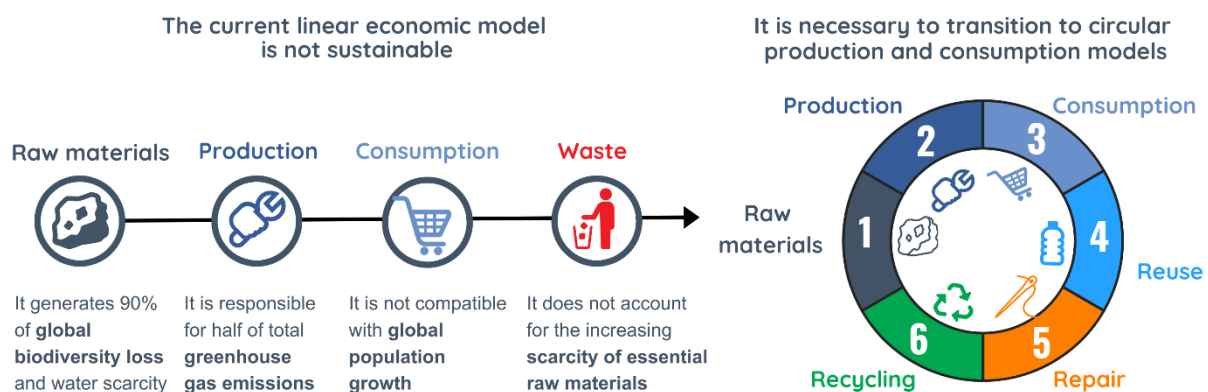 The current linear economic model
is not sustainable
Raw materials
Production
Consumption
Waste
It generates 90%
of global
biodiversity loss
and water scarcity
It is responsible
for half of total
greenhouse
gas emissions
It is not compatible
with global
population
growth
It does not account
for the increasing
scarcity of essential
raw materials
It is necessary to transition to circular
production and consumption models
Raw
materials
1
Production
2
Consumption
3
4
Reuse
5
Repair
6
Recycling